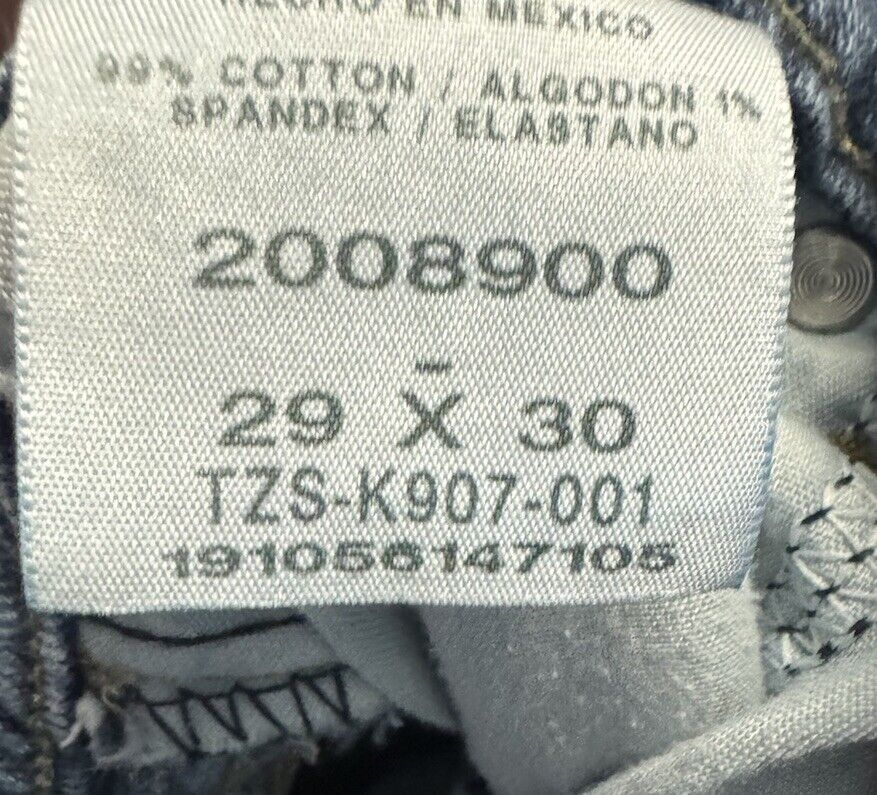 HECHO EN MEXICO
99% COTTON / ALGODON 1%
SPANDEX / ELASTANO
2008900
-
29 X 30
TZS-K907-001
191056147105